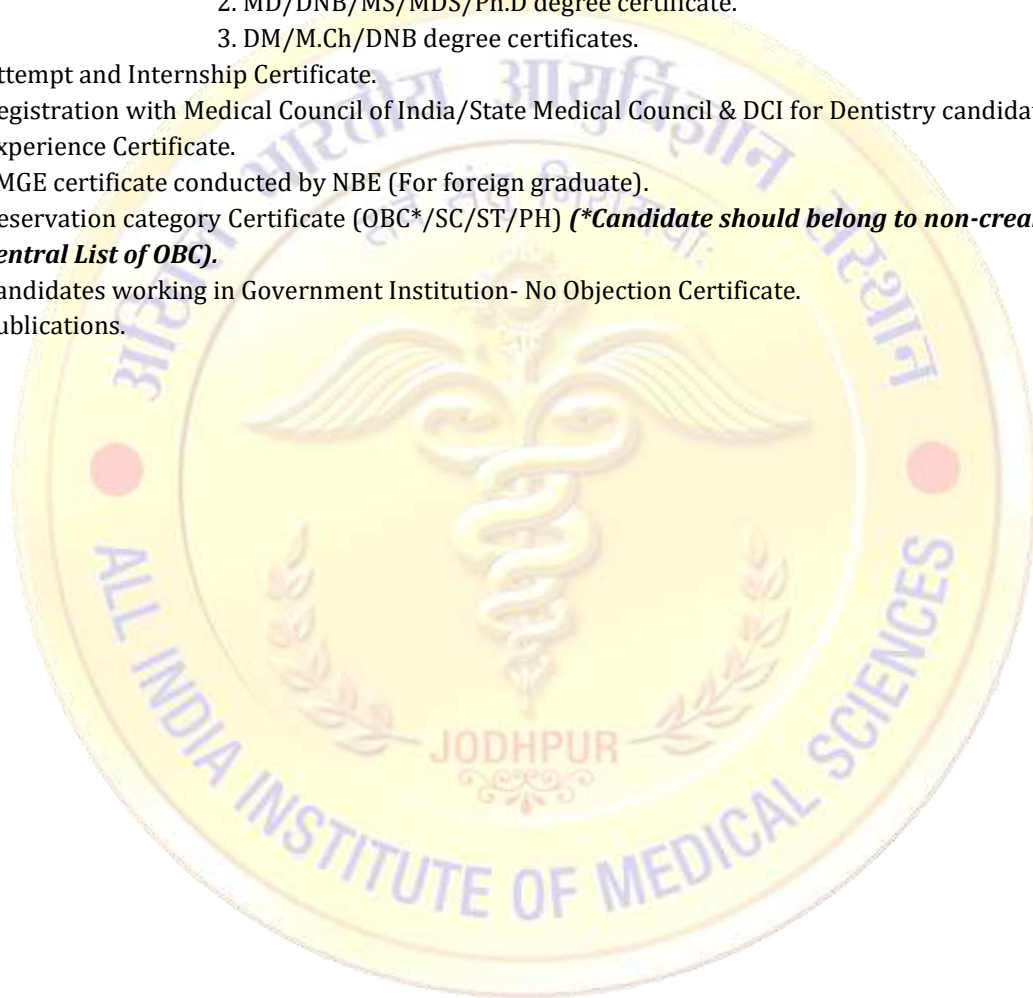 2. MD/DNB/MS/MDS/Ph.D degree certificate.
3. DM/M.Ch/DNB degree certificates.
ttempt and Internship Certificate.
egistration with Medical Council of India/State Medical Council & DCI for Dentistry candida
xperience Certificate.
MGE certificate conducted by NBE (For foreign graduate).
eservation category Certificate (OBC*/SC/ST/PH) (*Candidate should belong to non-crea
entral List of OBC).
andidates working in Government Institution- No Objection Certificate.
ublications.
अखिल भारतीय आयुर्विज्ञान संस्थान
JODHPUR
ALL INDIA INSTITUTE OF MEDICAL SCIENCES